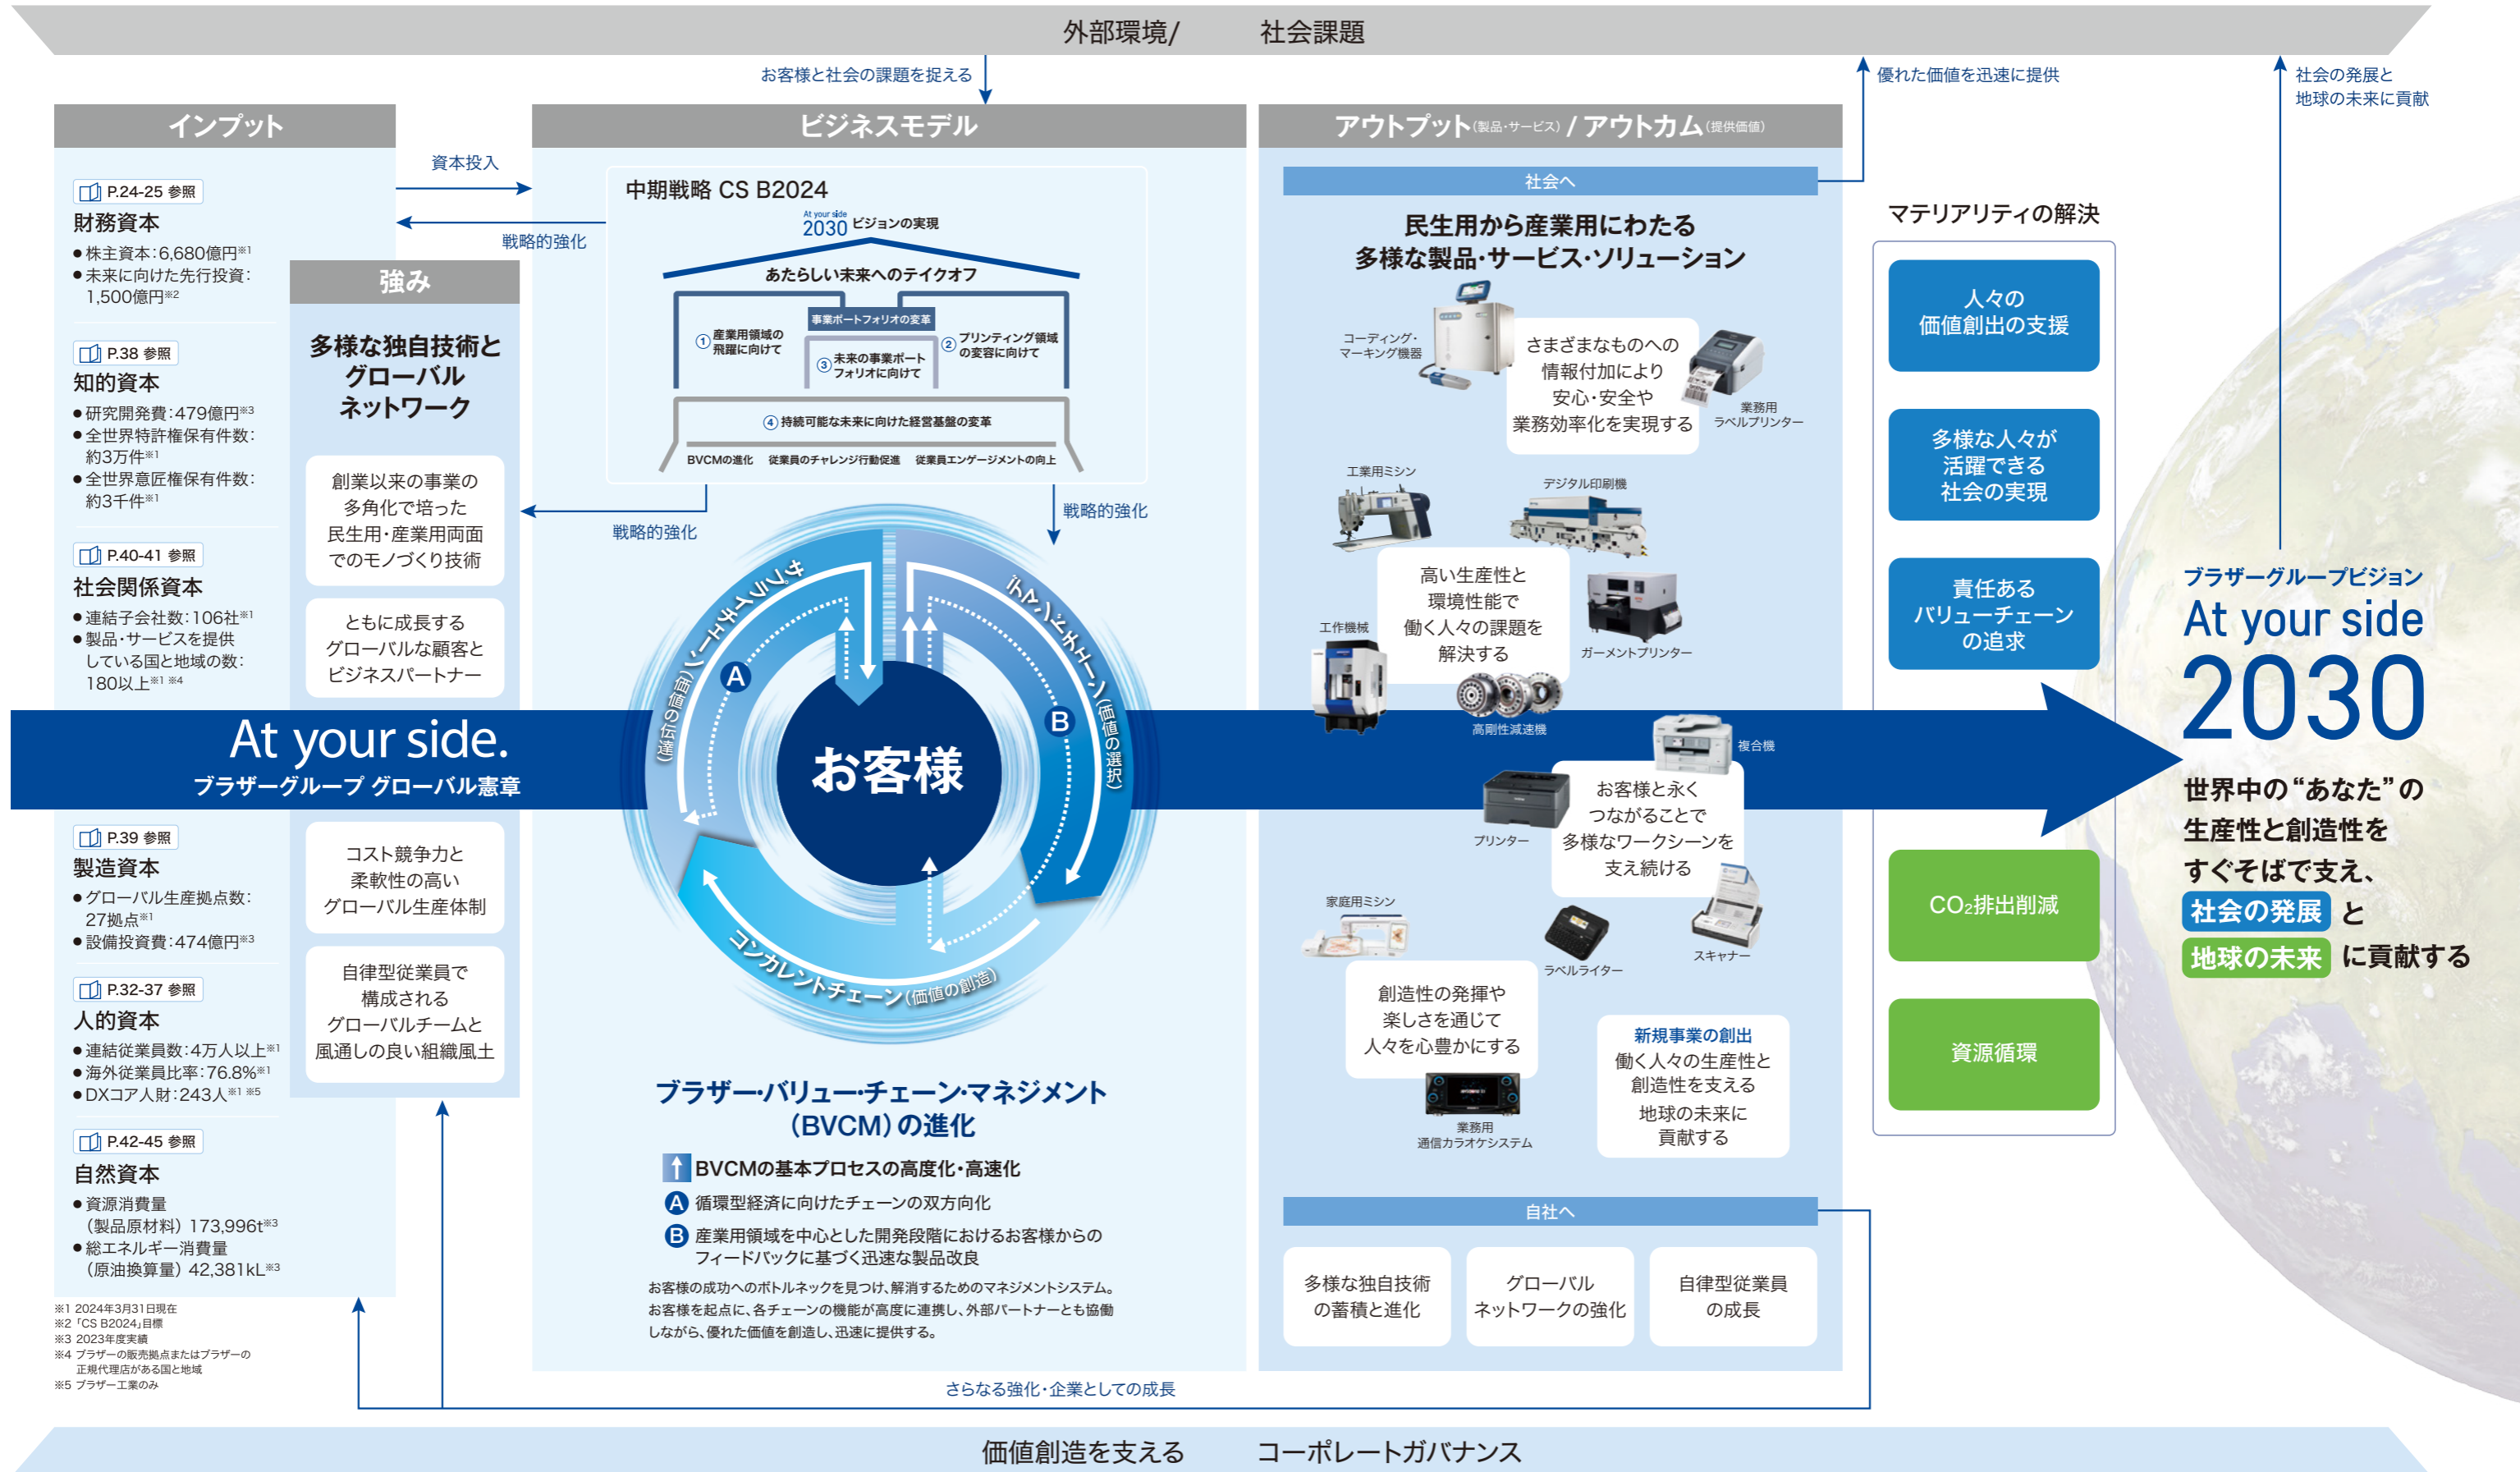 外部環境/ 社会課題
お客様と社会の課題を捉える
優れた価値を迅速に提供
社会の発展と
地球の未来に貢献
インプット
P.24-25 参照
財務資本
●株主資本:6,680億円※1
●未来に向けた先行投資:
1,500億円※2
P.38 参照
知的資本
●研究開発費:479億円※3
●全世界特許権保有件数:
約3万件※1
●全世界意匠権保有件数:
約3千件※1
P.40-41 参照
社会関係資本
●連結子会社数:106社※1
●製品・サービスを提供
している国と地域の数:
180以上※1 ※4
At your side.
ブラザーグループ グローバル憲章
P.39 参照
製造資本
●グローバル生産拠点数:
27拠点※1
●設備投資費:474億円※3
P.32-37 参照
人的資本
●連結従業員数:4万人以上※1
●海外従業員比率:76.8%※1
●DXコア人財:243人※1 ※5
P.42-45 参照
自然資本
●資源消費量
(製品原材料) 173,996t※3
●総エネルギー消費量
(原油換算量) 42,381kL※3
※1 2024年3月31日現在
※2 「CS B2024」目標
※3 2023年度実績
※4 ブラザーの販売拠点またはブラザーの
正規代理店がある国と地域
※5 ブラザー工業のみ
強み
多様な独自技術と
グローバル
ネットワーク
創業以来の事業の
多角化で培った
民生用・産業用両面
でのモノづくり技術
ともに成長する
グローバルな顧客と
ビジネスパートナー
コスト競争力と
柔軟性の高い
グローバル生産体制
自律型従業員で
構成される
グローバルチームと
風通しの良い組織風土
資本投入
戦略的強化
ビジネスモデル
中期戦略 CS B2024
At your side
2030 ビジョンの実現
あたらしい未来へのテイクオフ
事業ポートフォリオの変革
①産業用領域の
飛躍に向けて
②プリンティング領域
の変容に向けて
③未来の事業ポート
フォリオに向けて
④持続可能な未来に向けた経営基盤の変革
BVCMの進化 従業員のチャレンジ行動促進 従業員エンゲージメントの向上
戦略的強化
戦略的強化
サプライチェーン(価値の伝達)
デマンドチェーン(価値の選択)
コンカレントチェーン(価値の創造)
A
B
お客様
ブラザー・バリュー・チェーン・マネジメント
(BVCM)の進化
BVCMの基本プロセスの高度化・高速化
A 循環型経済に向けたチェーンの双方向化
B 産業用領域を中心とした開発段階におけるお客様からの
フィードバックに基づく迅速な製品改良
お客様の成功へのボトルネックを見つけ、解消するためのマネジメントシステム。
お客様を起点に、各チェーンの機能が高度に連携し、外部パートナーとも協働
しながら、優れた価値を創造し、迅速に提供する。
アウトプット(製品・サービス) / アウトカム(提供価値)
社会へ
民生用から産業用にわたる
多様な製品・サービス・ソリューション
コーディング・
マーキング機器
さまざまなものへの
情報付加により
安心・安全や
業務効率化を実現する
業務用
ラベルプリンター
工業用ミシン
デジタル印刷機
高い生産性と
環境性能で
働く人々の課題を
解決する
工作機械
ガーメントプリンター
高剛性減速機
複合機
お客様と永く
つながることで
多様なワークシーンを
支え続ける
プリンター
家庭用ミシン
ラベルライター
スキャナー
創造性の発揮や
楽しさを通じて
人々を心豊かにする
業務用
通信カラオケシステム
新規事業の創出
働く人々の生産性と
創造性を支える
地球の未来に
貢献する
自社へ
多様な独自技術
の蓄積と進化
グローバル
ネットワークの強化
自律型従業員
の成長
さらなる強化・企業としての成長
マテリアリティの解決
人々の
価値創出の支援
多様な人々が
活躍できる
社会の実現
責任ある
バリューチェーン
の追求
CO₂排出削減
資源循環
ブラザーグループビジョン
At your side
2030
世界中の“あなた”の
生産性と創造性を
すぐそばで支え、
社会の発展 と
地球の未来 に貢献する
価値創造を支える コーポレートガバナンス